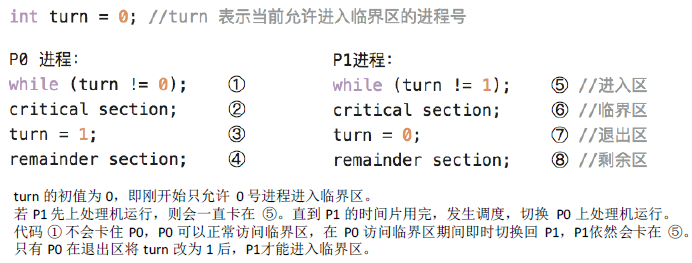 int turn = 0; //turn 表示当前允许进入临界区的进程号
P0 进程:
while (turn != 0); ①
critical section; ②
turn = 1; ③
remainder section; ④
P1进程:
while (turn != 1); ⑤ //进入区
critical section; ⑥ //临界区
turn = 0; ⑦ //退出区
remainder section; ⑧ //剩余区
turn 的初值为 0，即刚开始只允许 0 号进程进入临界区。
若 P1 先上处理机运行，则会一直卡在 ⑤。直到 P1 的时间片用完，发生调度，切换 P0 上处理机运行。
代码 ① 不会卡住 P0，P0 可以正常访问临界区，在 P0 访问临界区期间即时切换回 P1，P1依然会卡在 ⑤。
只有 P0 在退出区将 turn 改为 1 后，P1才能进入临界区。